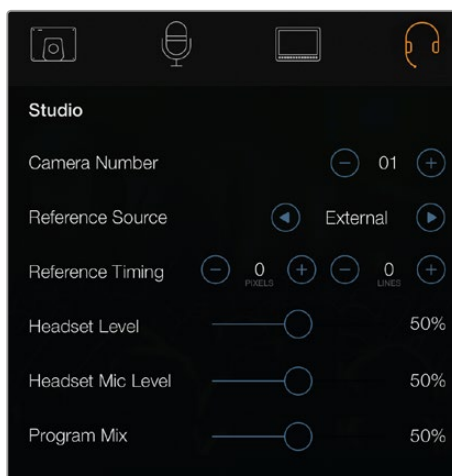 Studio
Camera Number 01
Reference Source External
Reference Timing 0 PIXELS 0 LINES
Headset Level 50%
Headset Mic Level 50%
Program Mix 50%